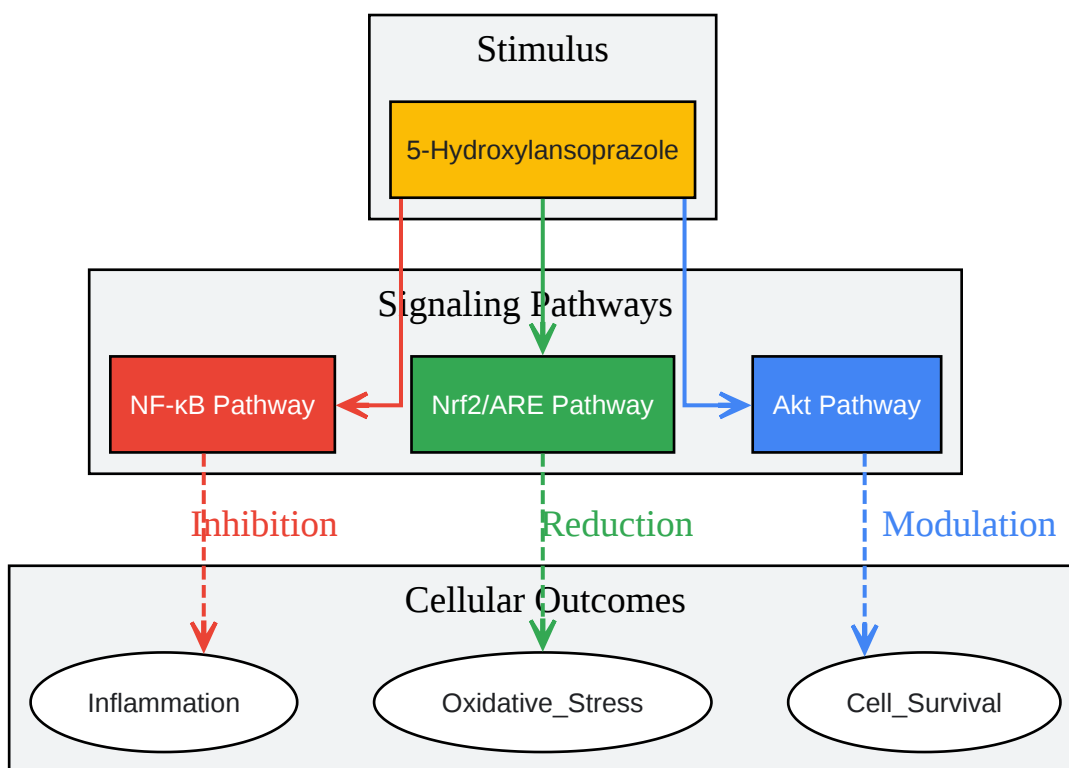 Stimulus
5-Hydroxylansoprazole
Signaling Pathways
NF-κB Pathway
Nrf2/ARE Pathway
Akt Pathway
Inhibition
Reduction
Modulation
Cellular Outcomes
Inflammation
Oxidative_Stress
Cell_Survival